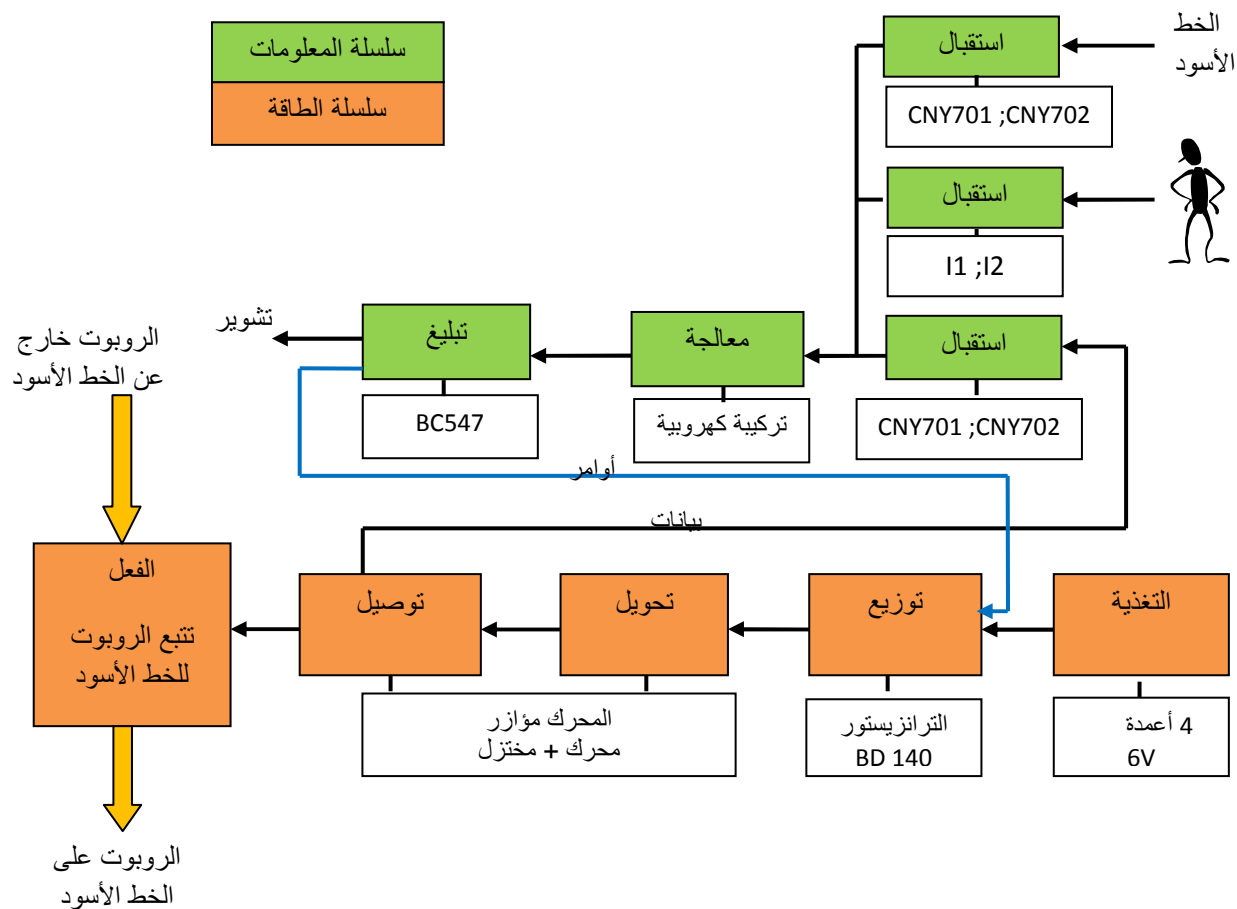 سلسلة المعلومات
سلسلة الطاقة
الخط
الأسود
استقبال
CNY701 ;CNY702
استقبال
I1 ;I2
استقبال
CNY701 ;CNY702
معالجة
تركيبة كهروبية
تبليغ
BC547
تشوير
أوامر
بيانات
الروبوت خارج
عن الخط الأسود
التغذية
4 أعمدة
6V
توزيع
الترانزيستور
BD 140
تحويل
توصيل
المحرك مؤازر
محرك + مختزل
الفعل
تتبع الروبوت
للخط الأسود
الروبوت على
الخط الأسود